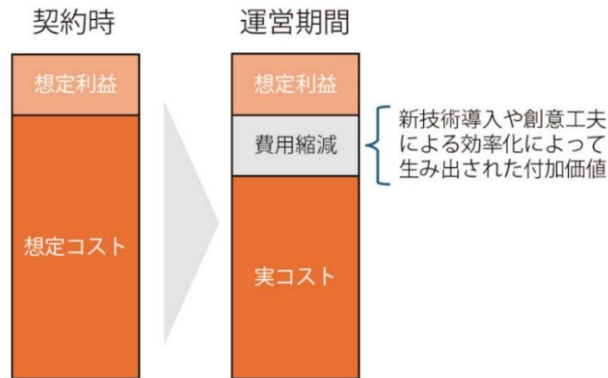 契約時
運営期間
想定利益
想定コスト
想定利益
費用縮減
実コスト
新技術導入や創意工夫
による効率化によって
生み出された付加価値